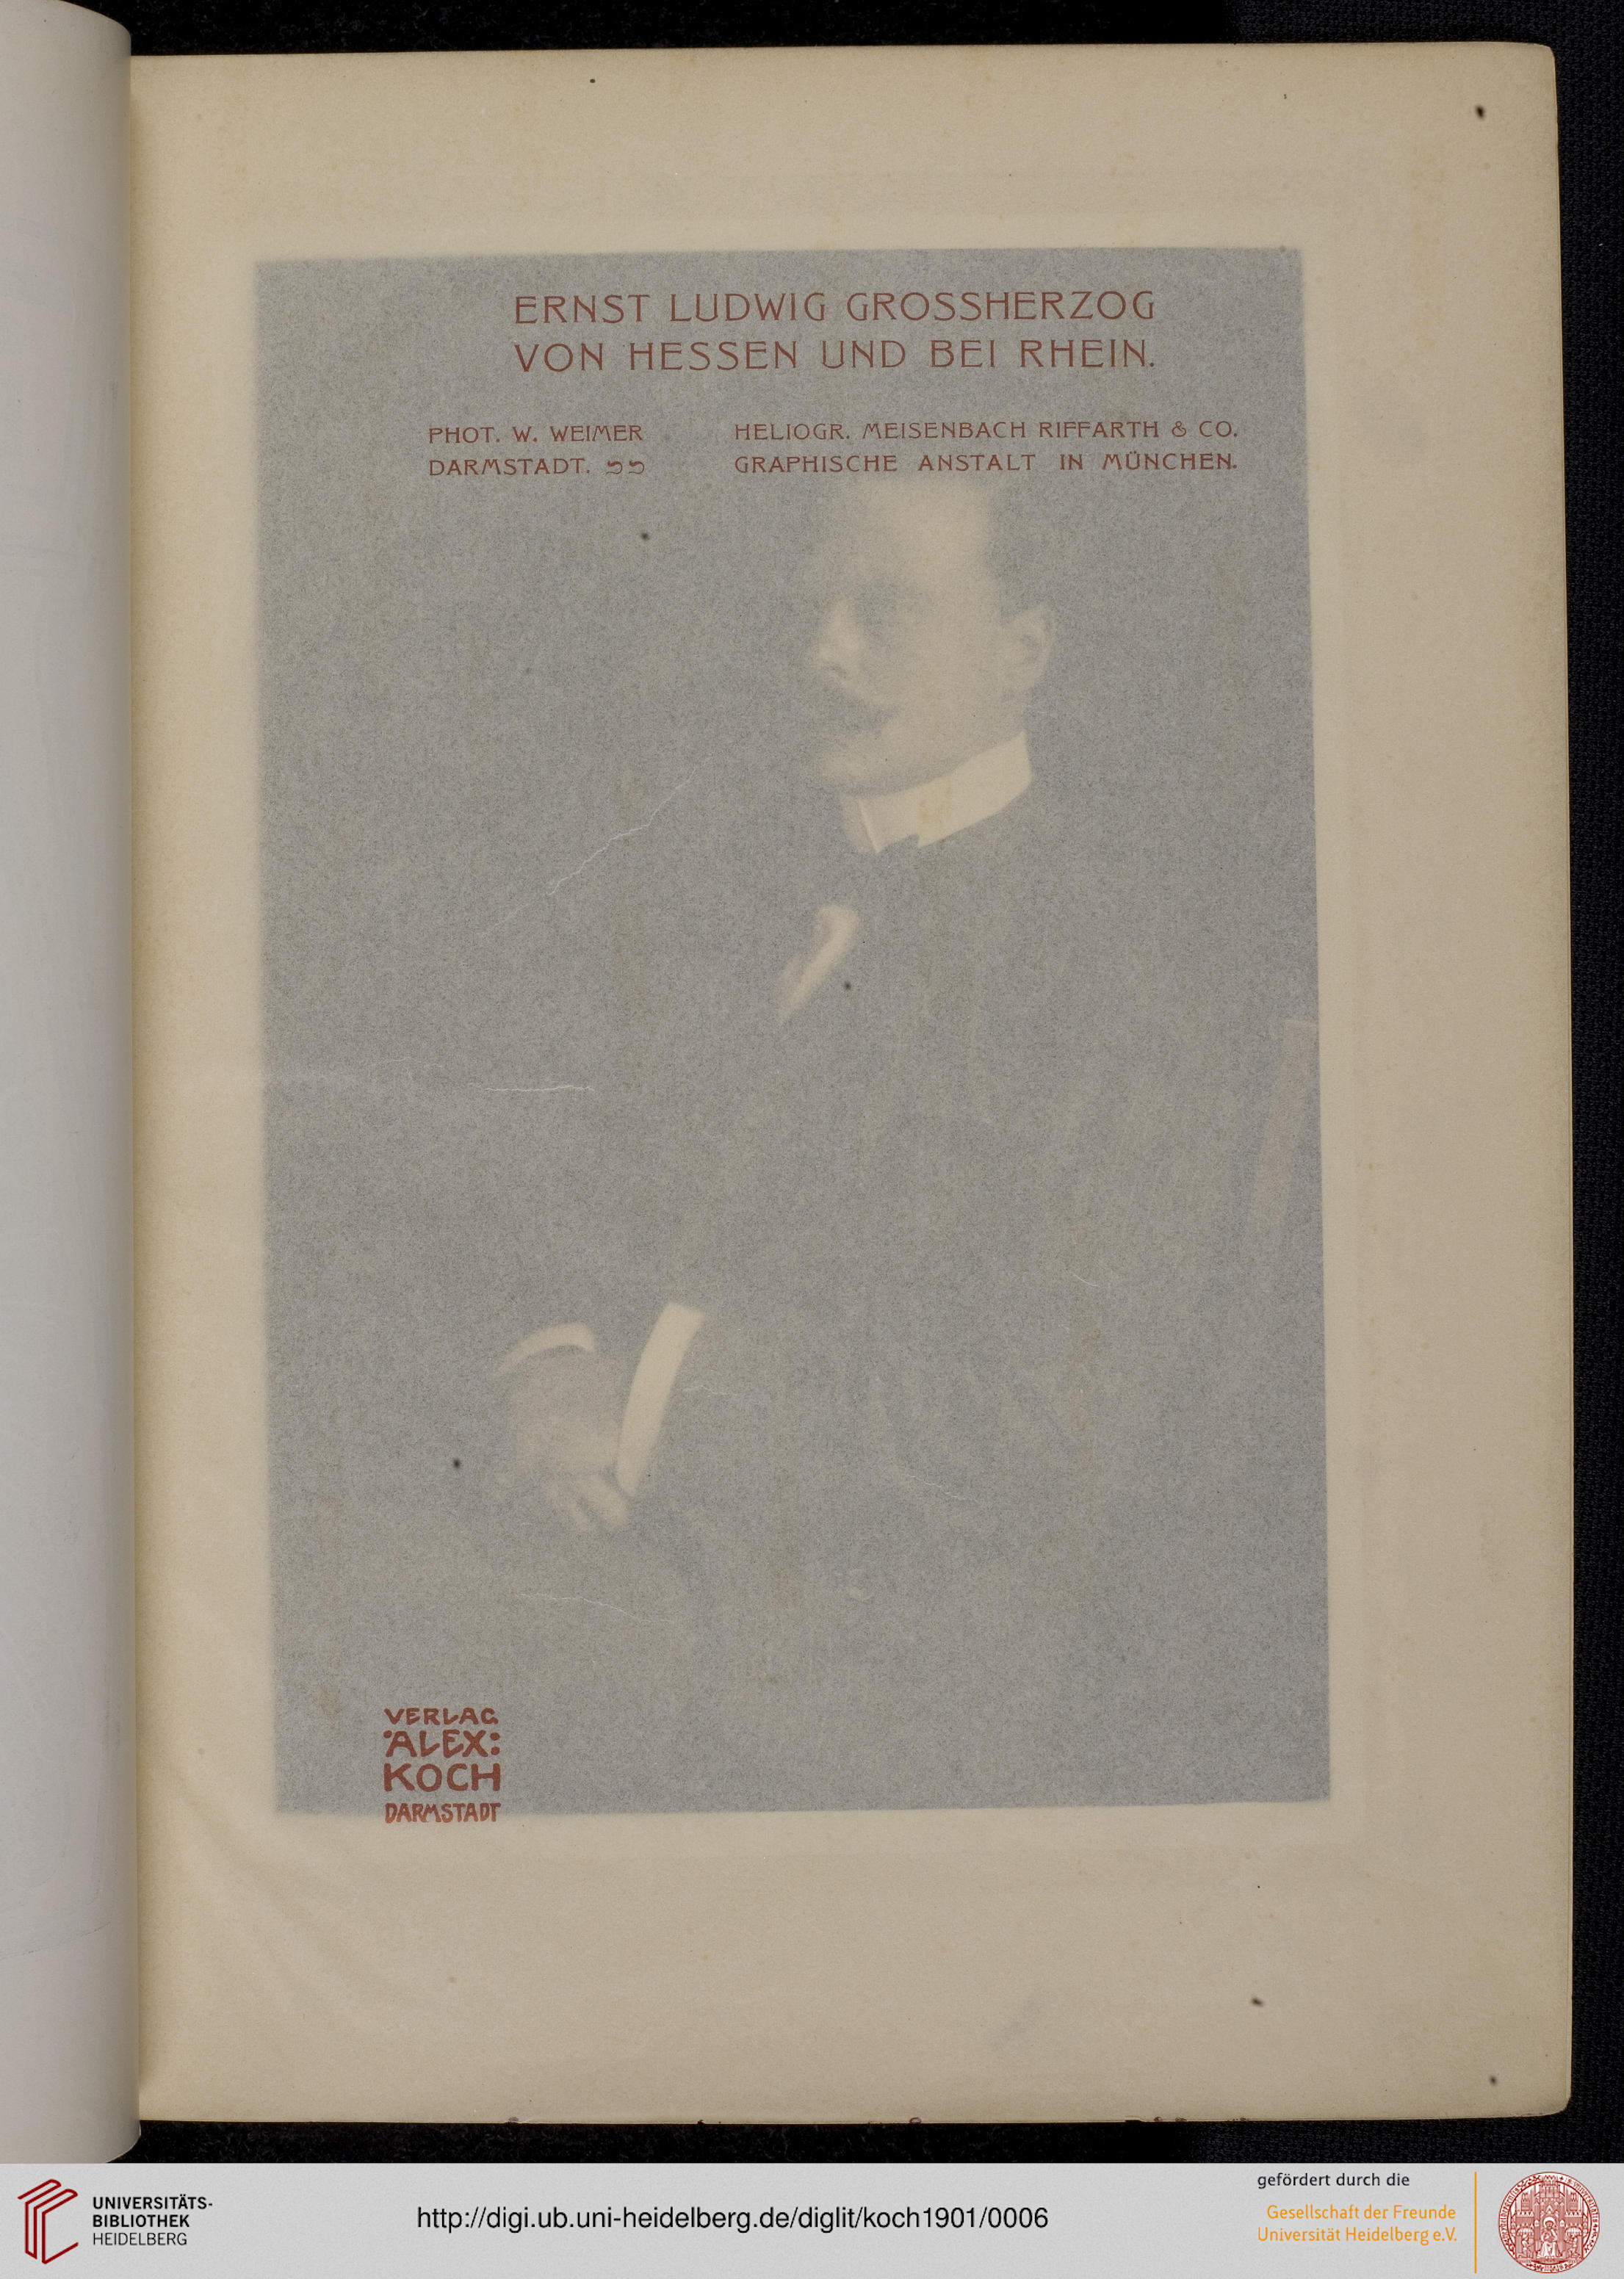 ERNST LUDWIG GROSSHERZOG
VON HESSEN UND BEI RHEIN.
PHOT. W. WEIMER
DARMSTADT.
HELIOGR. MEISENBACH RIFFARTH & CO.
GRAPHISCHE ANSTALT IN MÜNCHEN.
VERLAG
ALEX:
KOCH
DARMSTADT
UNIVERSITÄTS-
BIBLIOTHEK
HEIDELBERG
http://digi.ub.uni-heidelberg.de/diglit/koch1901/0006
gefördert durch die
Gesellschaft der Freunde
Universität Heidelberg e.V.